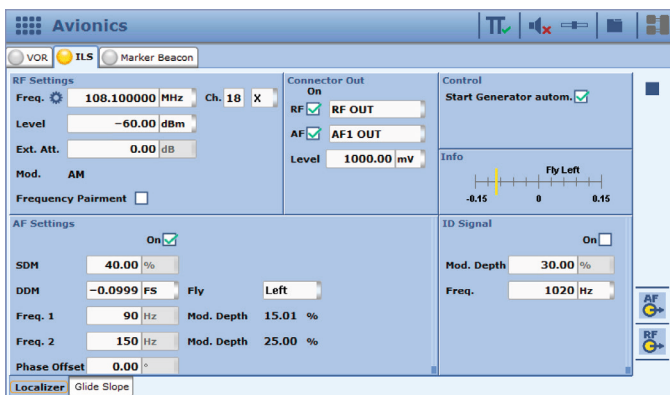 Avionics
VOR ILS Marker Beacon
RF Settings
Freq. 108.100000 MHz Ch. 18 X
Level -60.00 dBm
Ext. Att. 0.00 dB
Mod. AM
Frequency Pairment
Connector Out
On
RF RF OUT
AF AF1 OUT
Level 1000.00 mV
Control
Start Generator autom.
Info
Fly Left
-0.15 0 0.15
AF Settings
On
SDM 40.00 %
DDM -0.0999 FS Fly Left
Freq. 1 90 Hz Mod. Depth 15.01 %
Freq. 2 150 Hz Mod. Depth 25.00 %
Phase Offset 0.00 °
ID Signal
On
Mod. Depth 30.00 %
Freq. 1020 Hz
AF
RF
Localizer Glide Slope